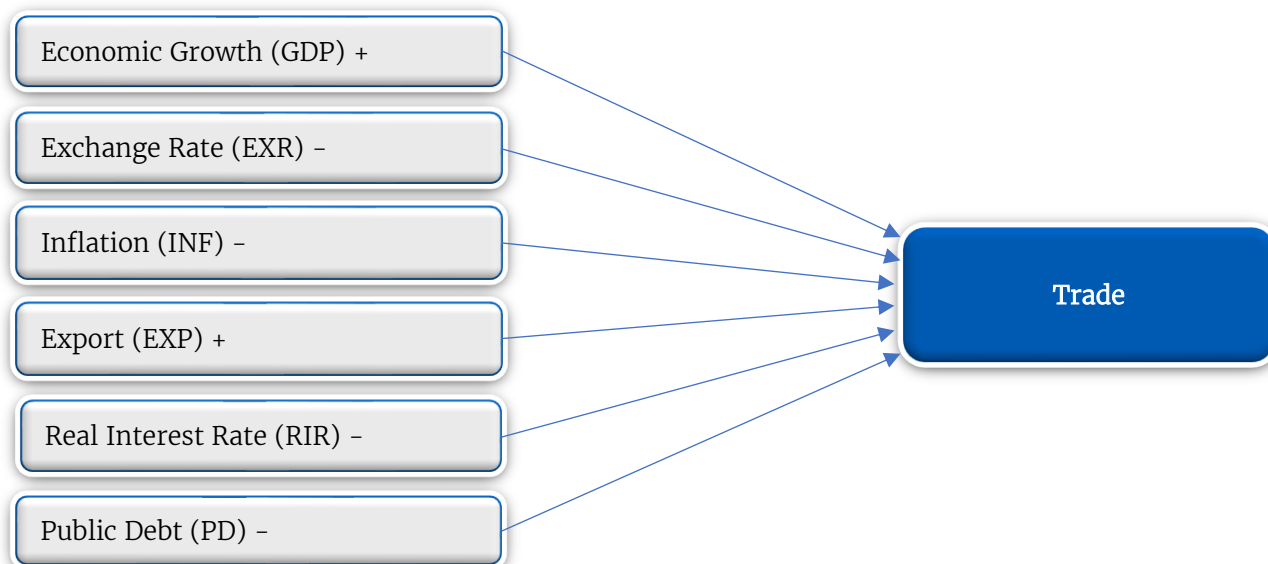 Economic Growth (GDP) +
Exchange Rate (EXR) -
Inflation (INF) -
Export (EXP) +
Real Interest Rate (RIR) -
Public Debt (PD) -
Trade